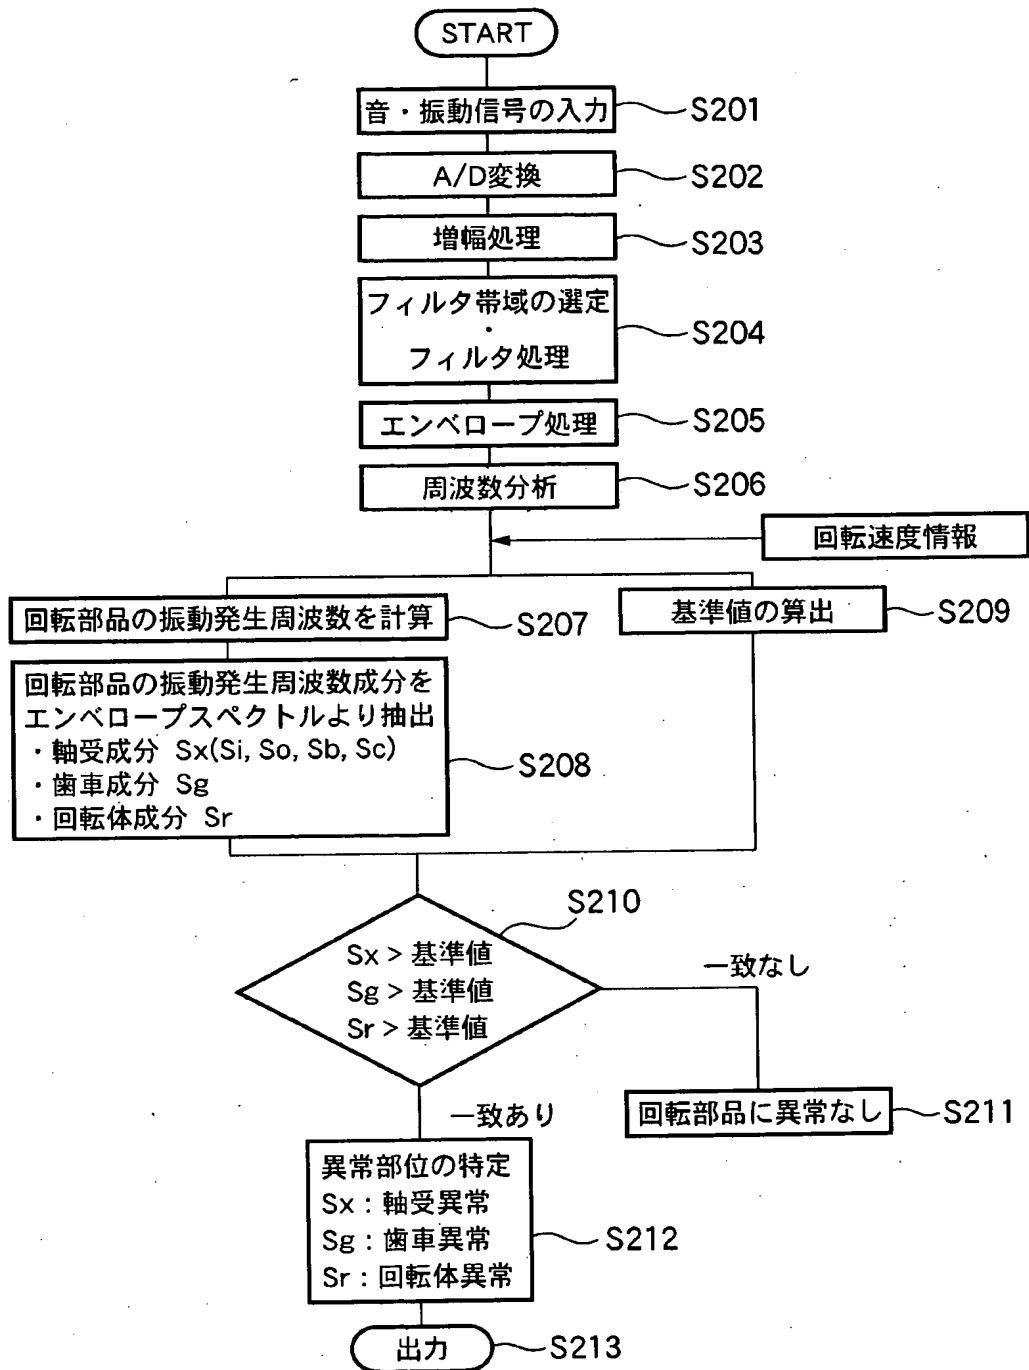 START
音・振動信号の入力
S201
A/D変換
S202
増幅処理
S203
フィルタ帯域の選定
・
フィルタ処理
S204
エンベロープ処理
S205
周波数分析
S206
回転速度情報
回転部品の振動発生周波数を計算
S207
基準値の算出
S209
回転部品の振動発生周波数成分を
エンベロープスペクトルより抽出
・軸受成分 Sx(Si, So, Sb, Sc)
・歯車成分 Sg
・回転体成分 Sr
S208
S210
Sx > 基準値
Sg > 基準値
Sr > 基準値
一致なし
一致あり
回転部品に異常なし
S211
異常部位の特定
Sx : 軸受異常
Sg : 歯車異常
Sr : 回転体異常
S212
出力
S213